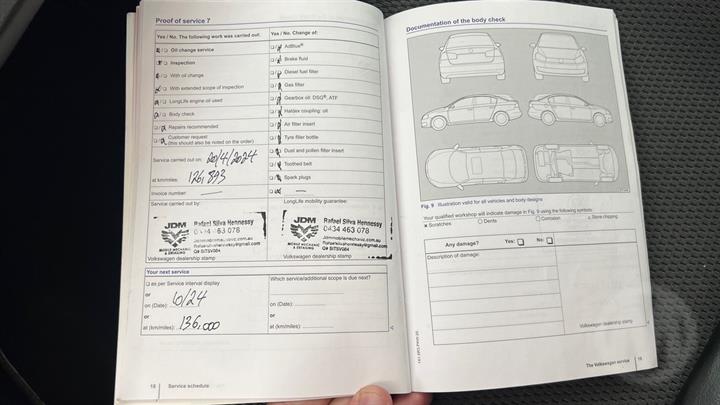 Proof of service 7
Yes / No. The following work was carried out:
Oil change service
Inspection
With oil change
With extended scope of inspection
LongLife engine oil used
Body check
Repairs recommended
Customer request
(this should also be noted on the order)
Service carried out on: 20/4/2024
at km/miles: 126,893
Invoice number:
Service carried out by:
JDM
MOBILE MECHANIC
& DETAILING
Rafael Silva Hennessy
0434 463 078
Volkswagen dealership stamp
Yes / No. Change of:
AdBlue®
Brake fluid
Diesel fuel filter
Gas filter
Gearbox oil: DSG®, ATF
Haldex coupling: oil
Air filter insert
Tyre filler bottle
Dust and pollen filter insert
Toothed belt
Spark plugs
LongLife mobility guarantee:
JDM
MOBILE MECHANIC
& DETAILING
Rafael Silva Hennessy
0434 463 078
Volkswagen dealership stamp
Your next service
as per Service interval display
or
on (Date): 10/24
or
at (km/miles): 136,000
Which service/additional scope is due next?
on (Date):
or
at (km/miles):
18 Service schedule
Documentation of the body check
Fig. 9 Illustration valid for all vehicles and body designs
Your qualified workshop will indicate damage in Fig. 9 using the following symbols:
× Scratches
Dents
Corrosion
Stone chipping
Any damage? Yes: No:
Description of damage:
Volkswagen dealership stamp
The Volkswagen service 19